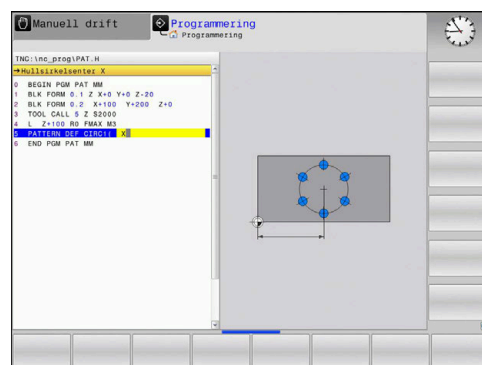 Manuell drift
Programmering
Programmering
TNC:\nc_prog\PAT.H
→Hullsirkelsenter X
0 BEGIN PGM PAT MM
1 BLK FORM 0.1 Z X+0 Y+0 Z-20
2 BLK FORM 0.2 X+100 Y+200 Z+0
3 TOOL CALL 5 Z S2000
4 L Z+100 R0 FMAX M3
5 PATTERN DEF CIRC1( X
6 END PGM PAT MM